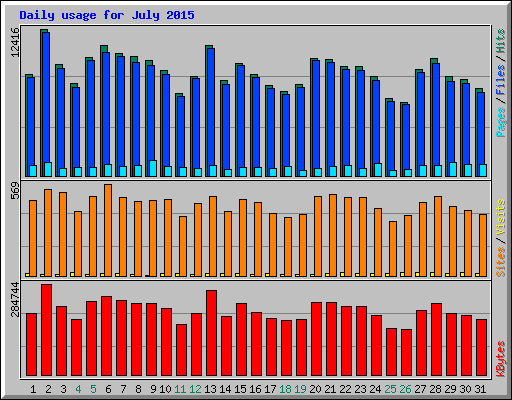 Daily usage for July 2015
12416
Pages / Files / Hits
569
Sites / Visits
284744
KBytes
1 2 3 4 5 6 7 8 9 10 11 12 13 14 15 16 17 18 19 20 21 22 23 24 25 26 27 28 29 30 31